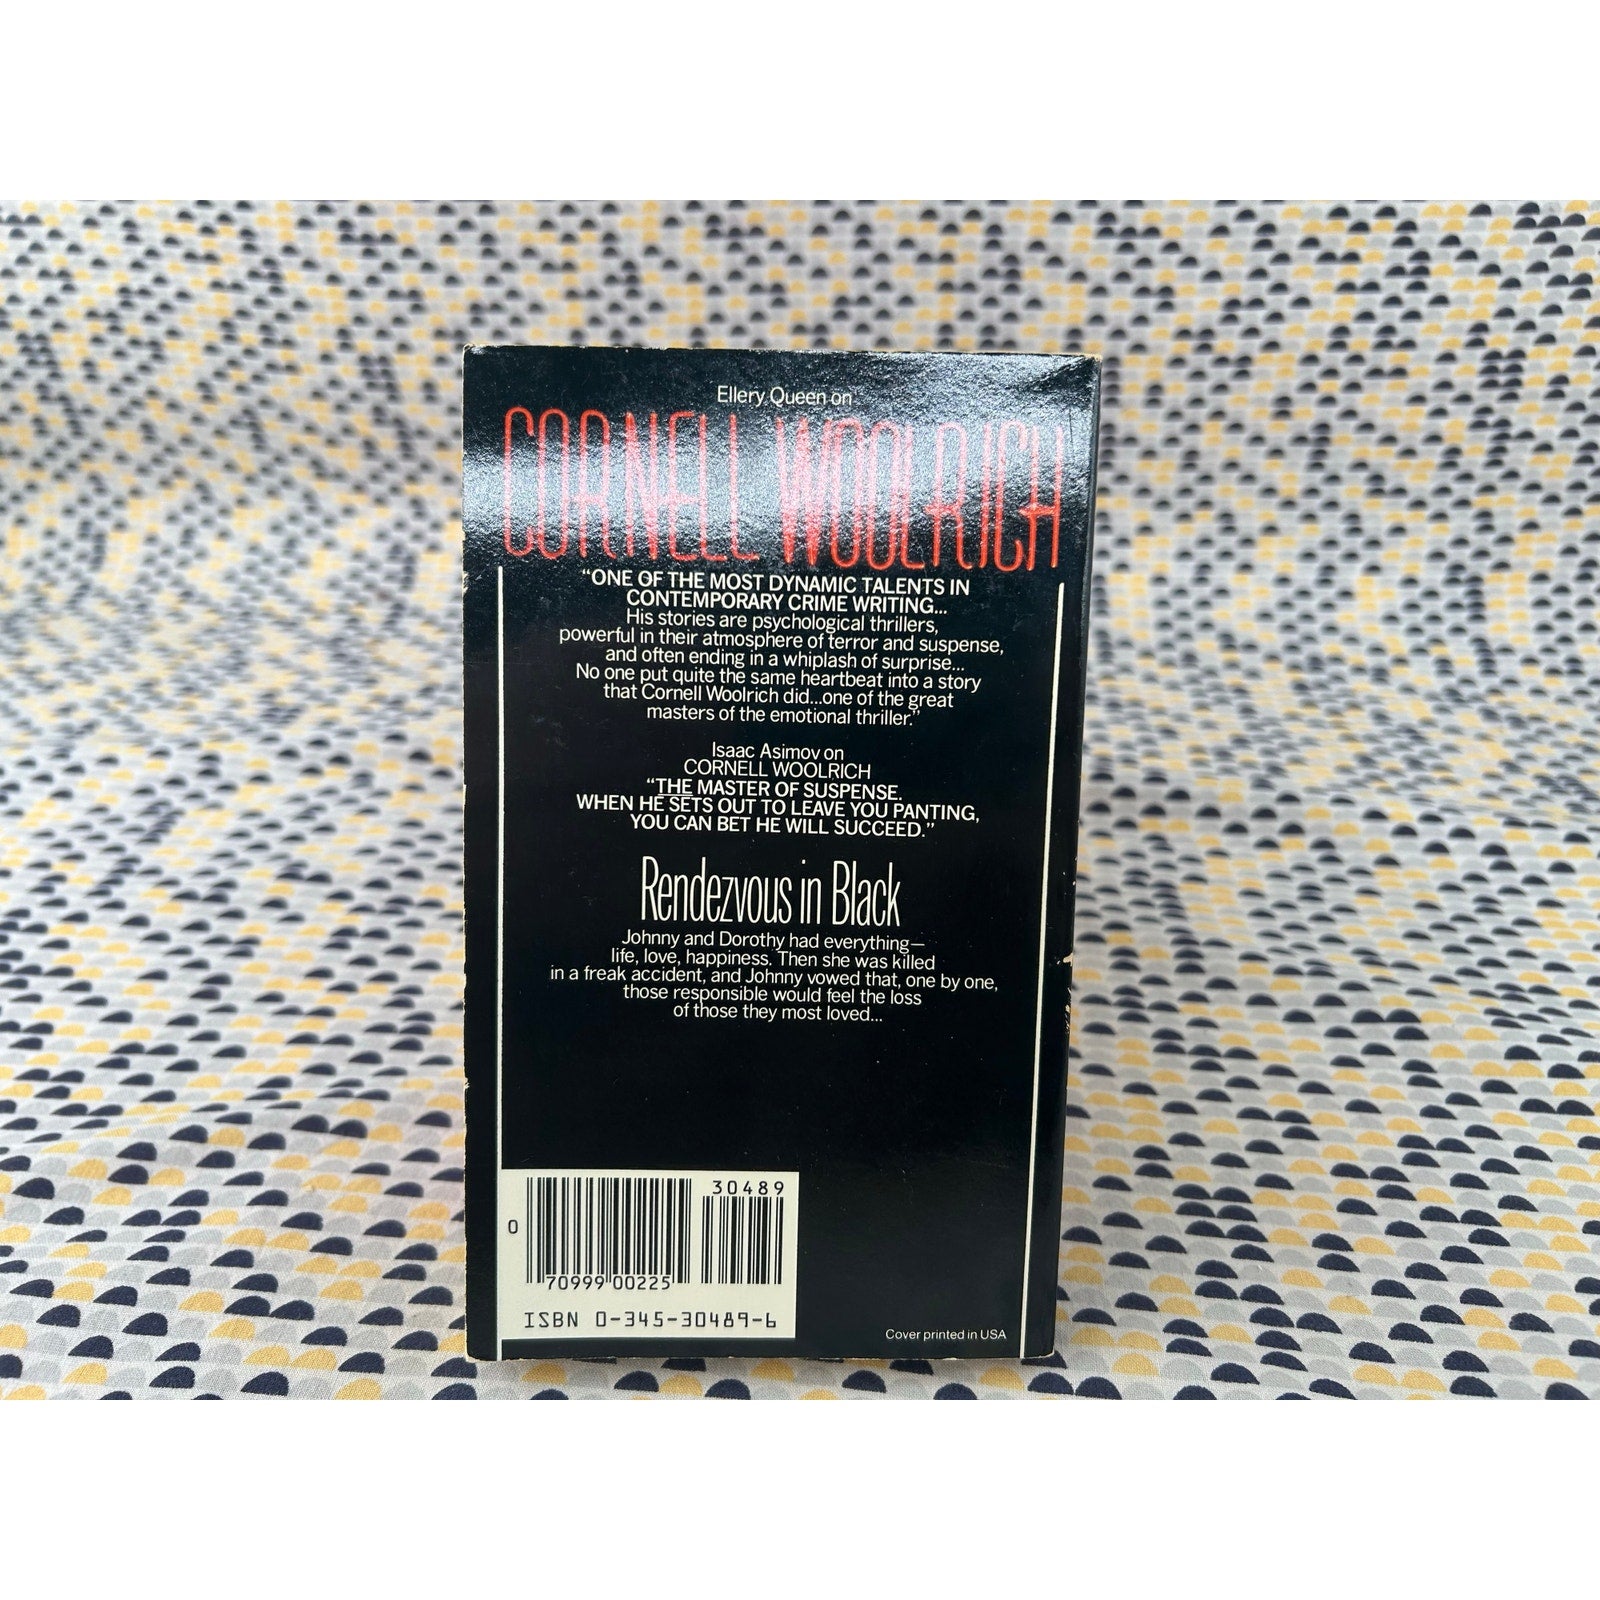 Ellery Queen on
CORNELL WOOLRICH
“ONE OF THE MOST DYNAMIC TALENTS IN
CONTEMPORARY CRIME WRITING...
His stories are psychological thrillers,
powerful in their atmosphere of terror and suspense,
and often ending in a whiplash of surprise...
No one put quite the same heartbeat into a story
that Cornell Woolrich did...one of the great
masters of the emotional thriller.”
Isaac Asimov on
CORNELL WOOLRICH
“THE MASTER OF SUSPENSE.
WHEN HE SETS OUT TO LEAVE YOU PANTING,
YOU CAN BET HE WILL SUCCEED.”
Rendezvous in Black
Johnny and Dorothy had everything—
life, love, happiness. Then she was killed
in a freak accident, and Johnny vowed that, one by one,
those responsible would feel the loss
of those they most loved...
30489
0
70999 00225
ISBN 0-345-30489-6
Cover printed in USA